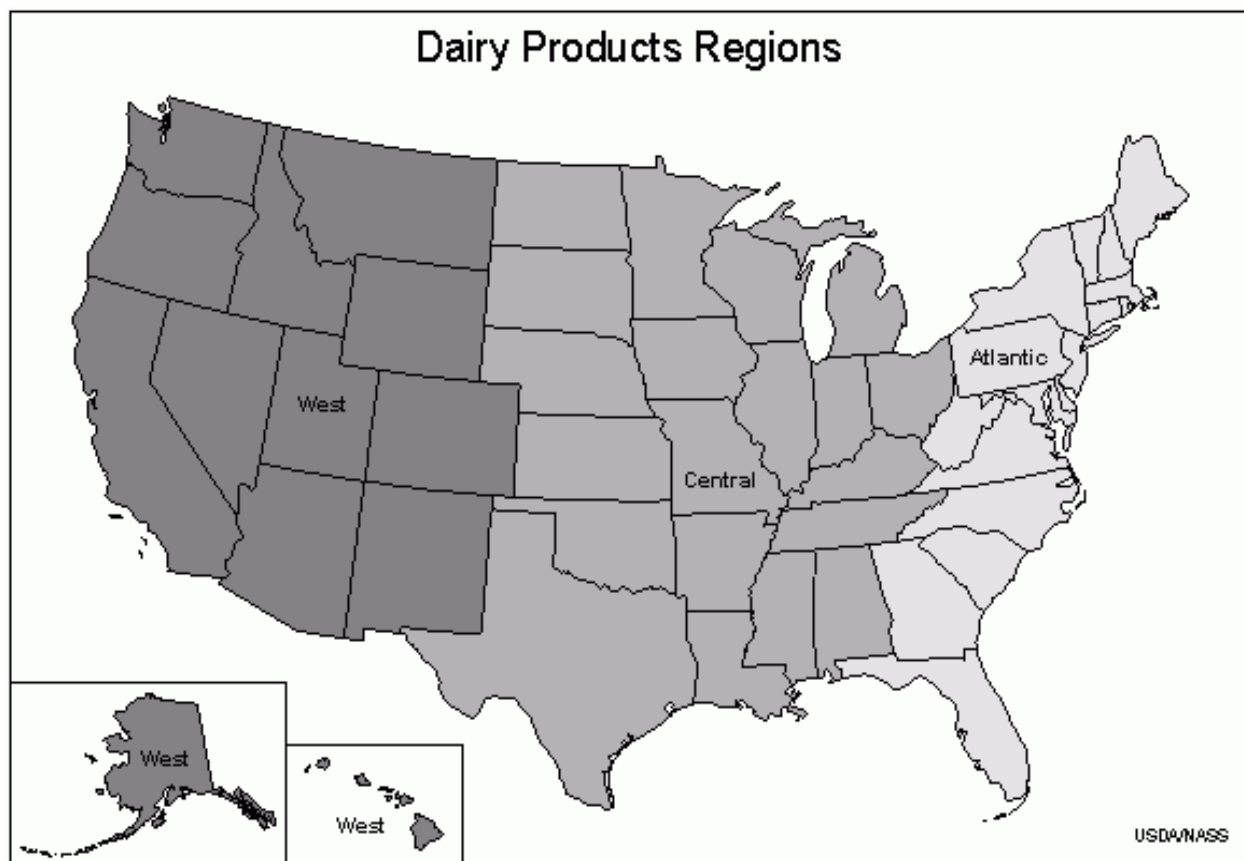 Dairy Products Regions
Atlantic
West
Central
West
West
USDA/NASS